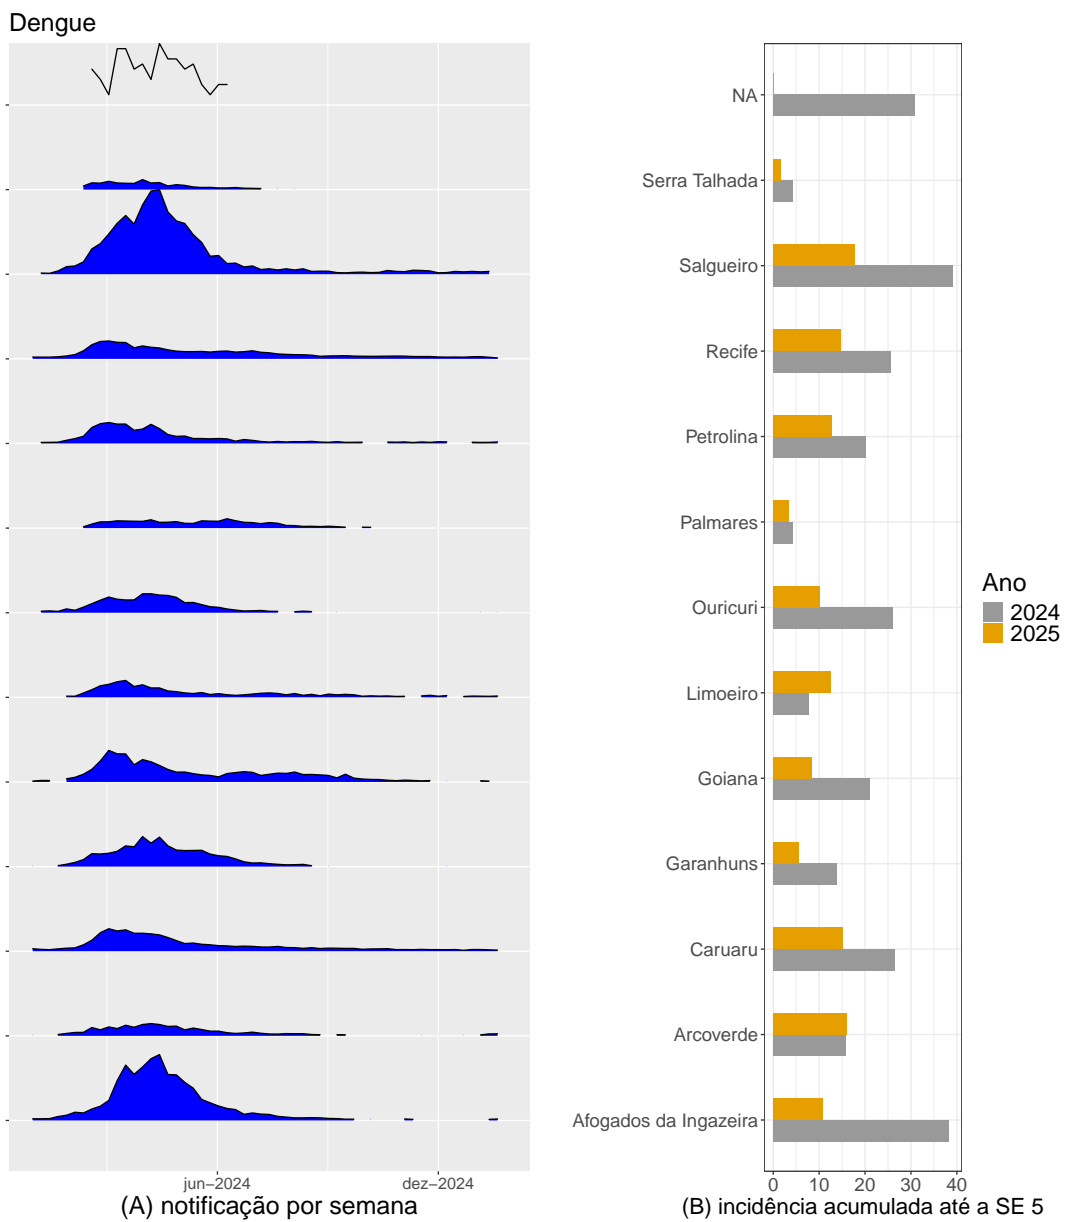 Dengue
NA
Serra Talhada
Salgueiro
Recife
Petrolina
Palmares
Ouricuri
Limoeiro
Goiana
Garanhuns
Caruaru
Arcoverde
Afogados da Ingazeira
Ano
2024
2025
jun–2024 dez–2024
0 10 20 30 40
(A) notificação por semana
(B) incidência acumulada até a SE 5